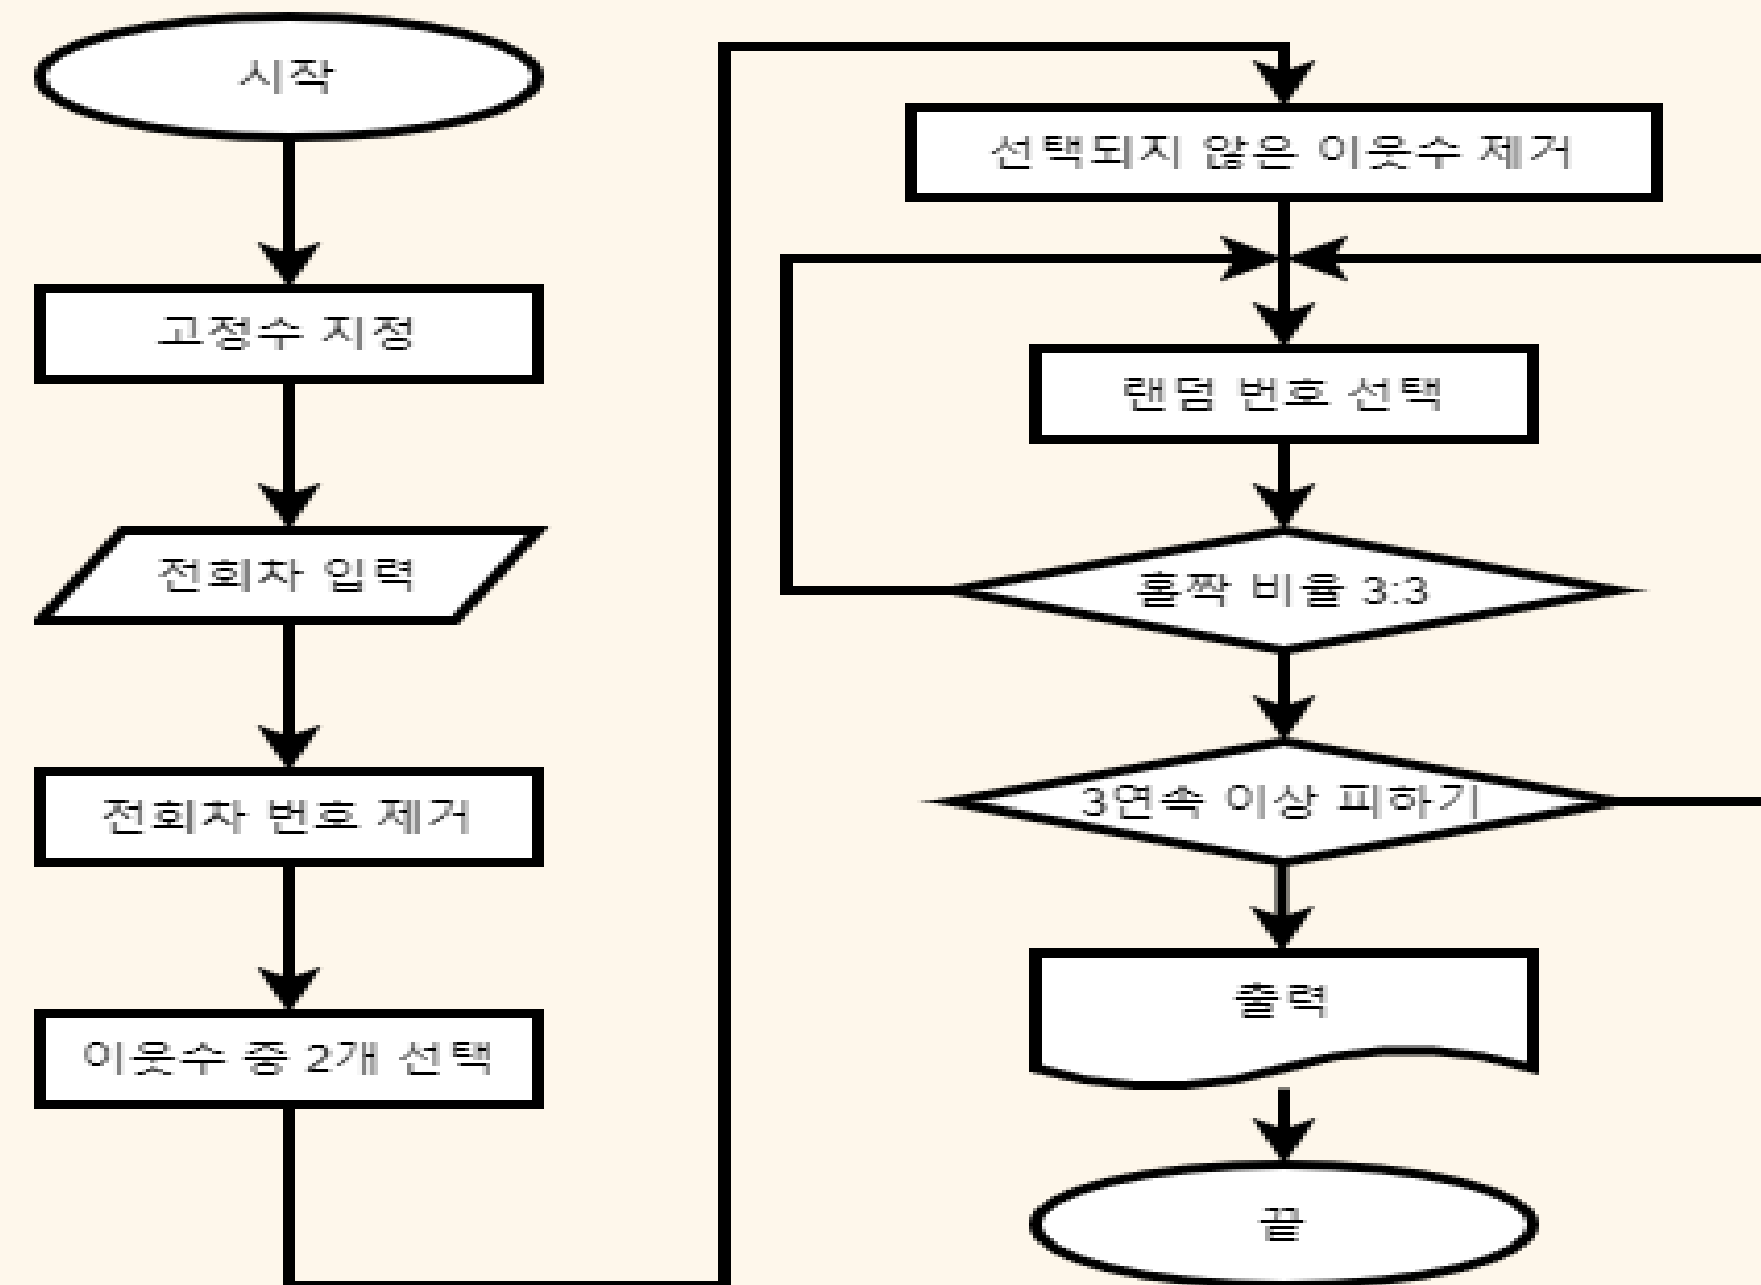 시작
고정수 지정
전회차 입력
전회차 번호 제거
이웃수 중 2개 선택
선택되지 않은 이웃수 제거
랜덤 번호 선택
홀짝 비율 3:3
3연속 이상 피하기
출력
끝